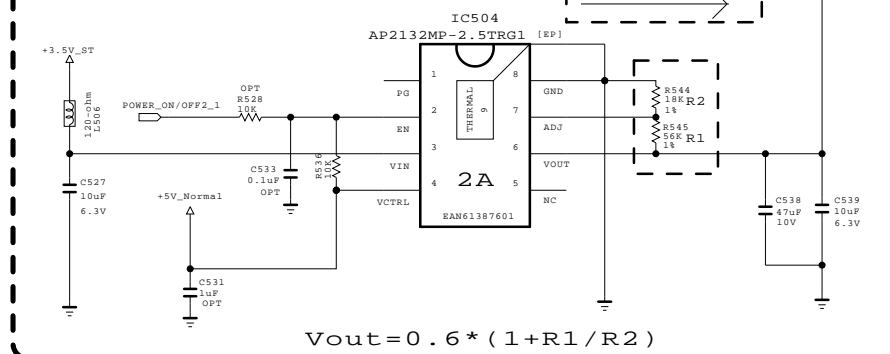 IC504
AP2132MP-2.5TRG1 [EP]
+3.5V_ST
120-ohm
L506
POWER_ON/OFF2_1
OPT
R528
10K
C527
10uF
6.3V
+5V_Normal
C533
0.1uF
OPT
R536
10K
C531
1uF
OPT
1
PG
2
EN
3
VIN
4
VCTRL
THERMAL
9
2A
EAN61387601
8
GND
7
ADJ
6
VOUT
5
NC
R544
18K R2
1%
R545
56K R1
1%
C538
47uF
10V
C539
10uF
6.3V
Vout=0.6*(1+R1/R2)